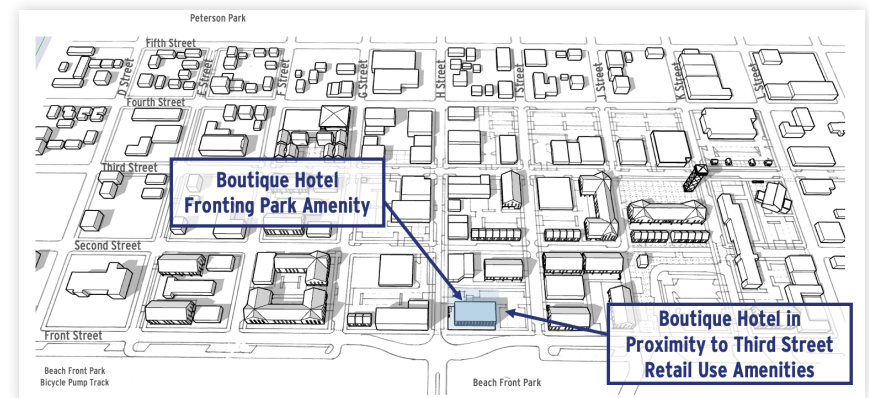 Peterson Park
Fifth Street
D Street
E Street
F Street
G Street
H Street
I Street
J Street
K Street
Street
Fourth Street
Third Street
Boutique Hotel
Fronting Park Amenity
Second Street
Front Street
Boutique Hotel in
Proximity to Third Street
Retail Use Amenities
Beach Front Park
Bicycle Pump Track
Beach Front Park